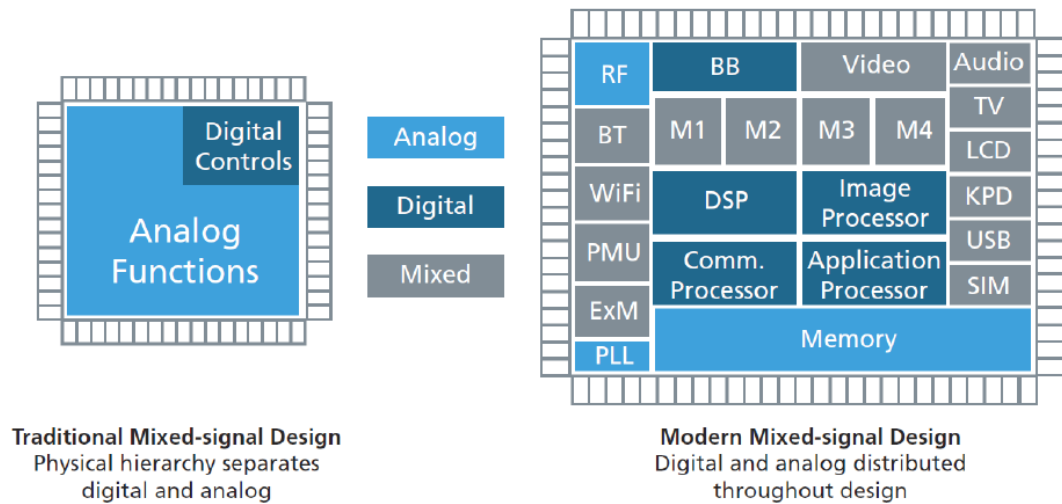 Digital
Controls
Analog
Functions
Analog
Digital
Mixed
RF
BB
Video
Audio
BT
M1
M2
M3
M4
TV
LCD
WiFi
DSP
Image
Processor
KPD
PMU
Comm.
Processor
Application
Processor
USB
SIM
ExM
PLL
Memory
Traditional Mixed-signal Design
Physical hierarchy separates
digital and analog
Modern Mixed-signal Design
Digital and analog distributed
throughout design